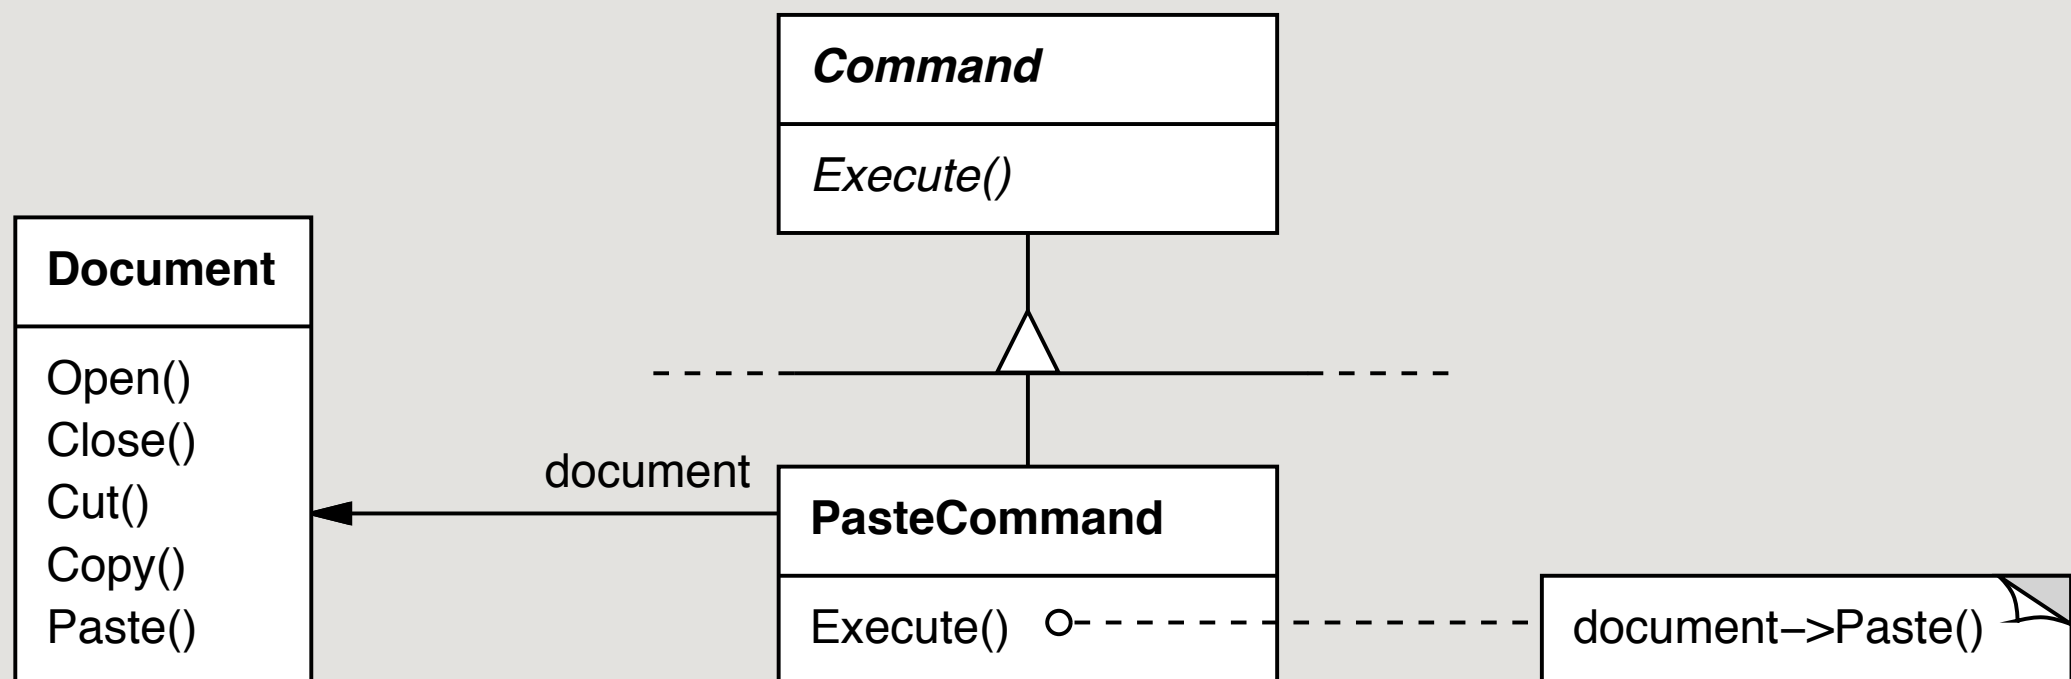 Command
Execute()
Document
Open()
Close()
Cut()
Copy()
Paste()
document
PasteCommand
Execute()
document–>Paste()